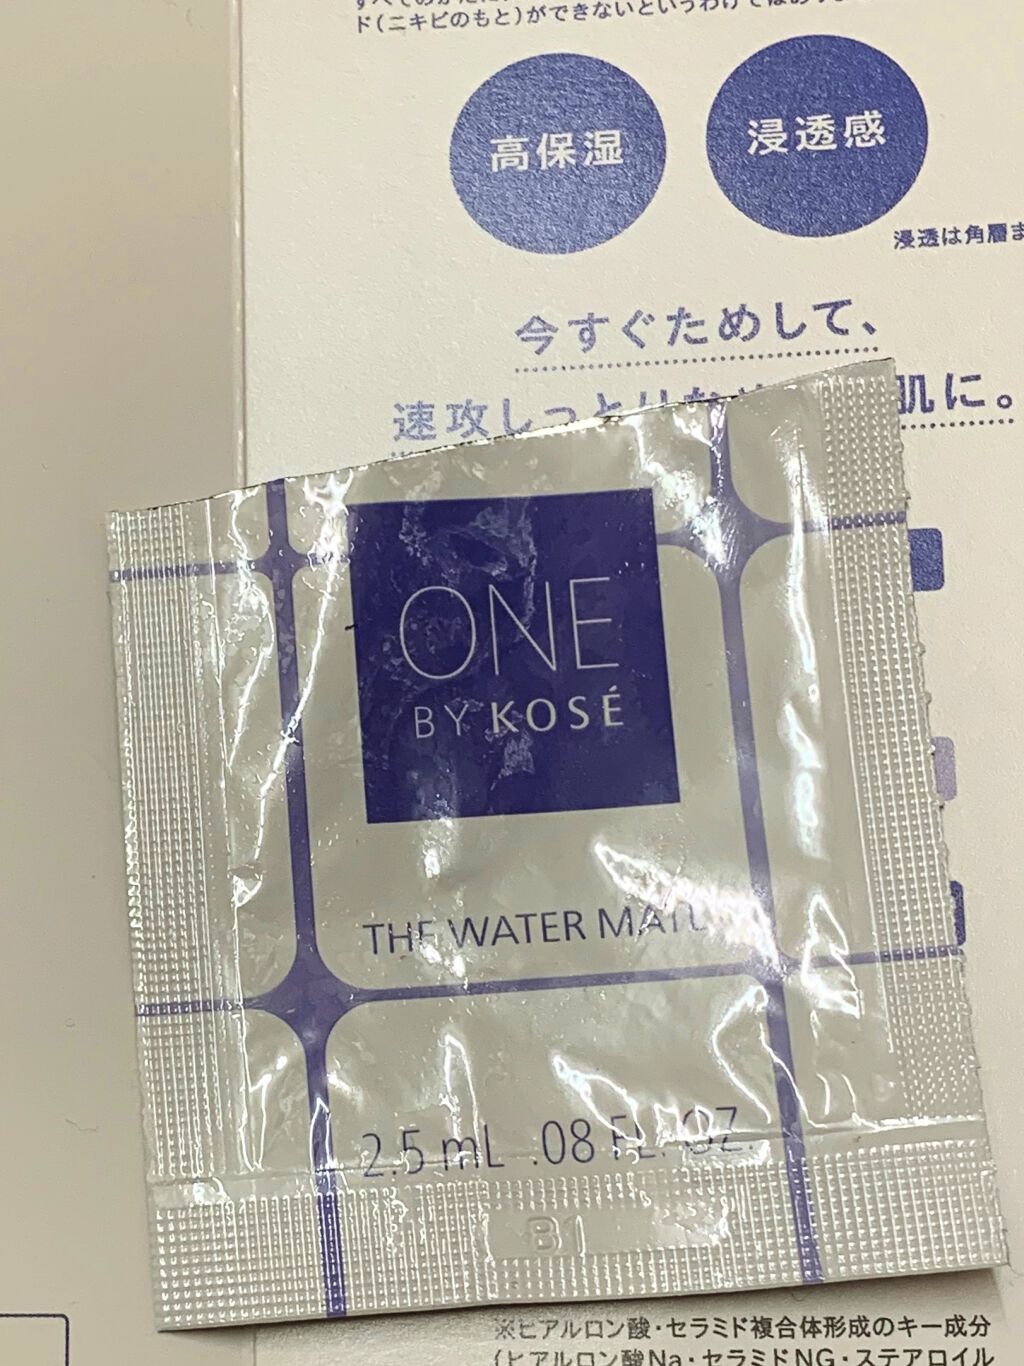 ド(ニキビのもと)ができないというわけではありま
高保湿
浸透感
浸透は角層ま
今すぐためして、
速攻しっとりなめ 肌に。
ONE
BY KOSÉ
THE WATER MAT
2.5 mL .08 FL. OZ.
B1
※ヒアルロン酸・セラミド複合体形成のキー成分
(ヒアルロン酸Na・セラミドNG・ステアロイル